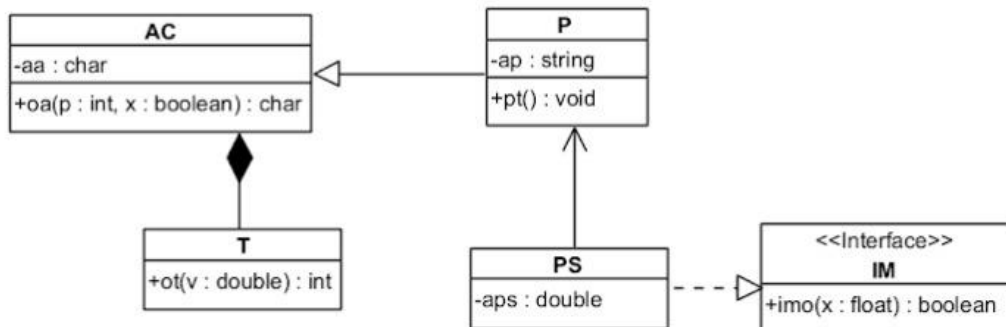 AC
-aa : char
+oa(p : int, x : boolean) : char
P
-ap : string
+pt() : void
T
+ot(v : double) : int
PS
-aps : double
<<Interface>>
IM
+imo(x : float) : boolean